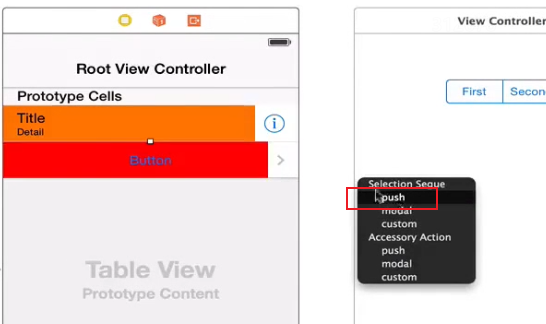 Root View Controller
Prototype Cells
Title
Detail
Button
Table View
Prototype Content
View Controller
First
Secon
Selection Segue
push
modal
custom
Accessory Action
push
modal
custom